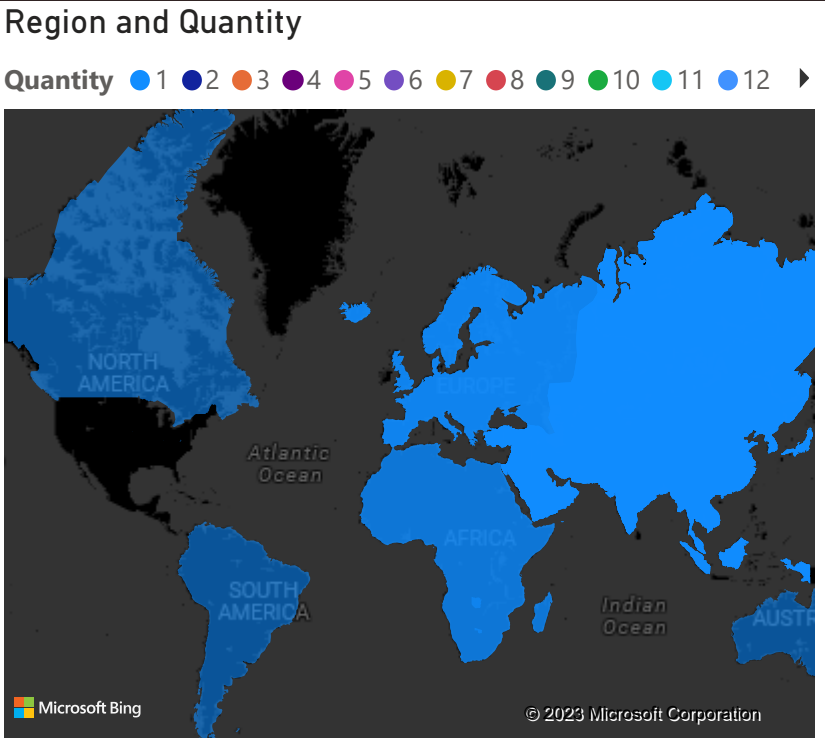 Region and Quantity
Quantity 1 2 3 4 5 6 7 8 9 10 11 12
NORTH
AMERICA
EUROPE
Atlantic
Ocean
AFRICA
SOUTH
AMERICA
Indian
Ocean
AUSTR
Microsoft Bing
© 2023 Microsoft Corporation